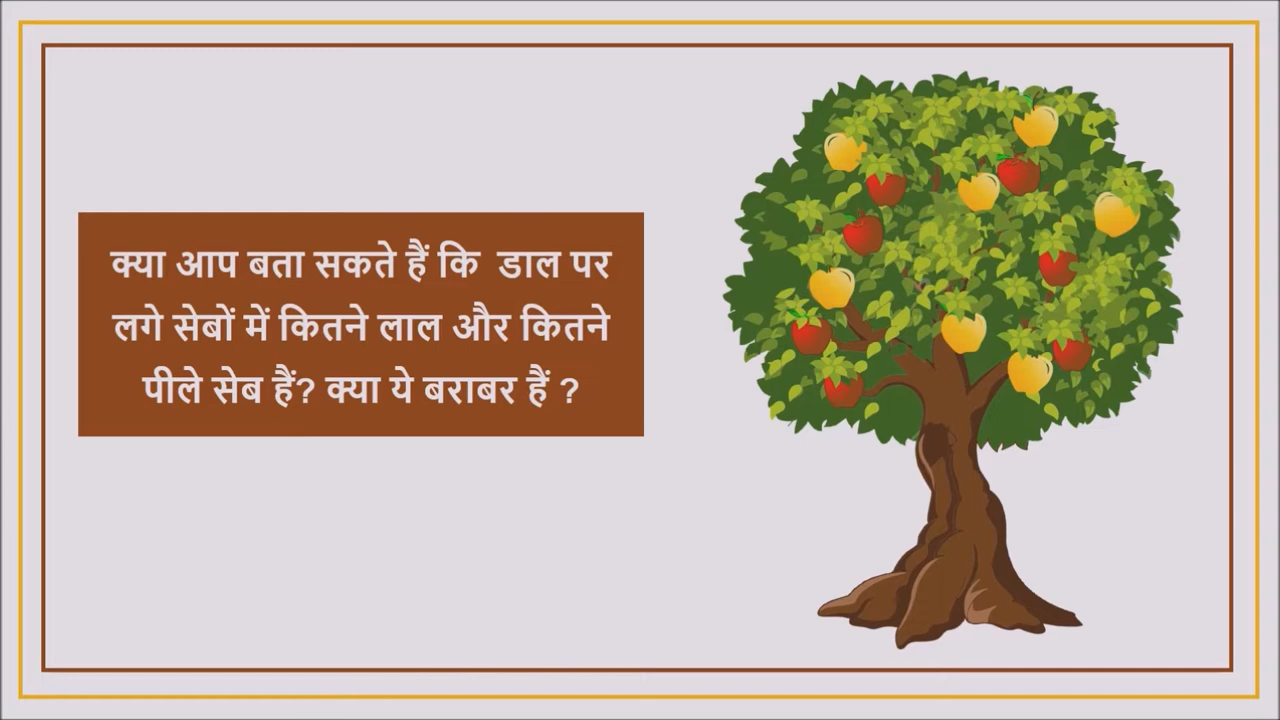 क्या आप बता सकते हैं कि डाल पर
लगे सेबों में कितने लाल और कितने
पीले सेब हैं? क्या ये बराबर हैं ?